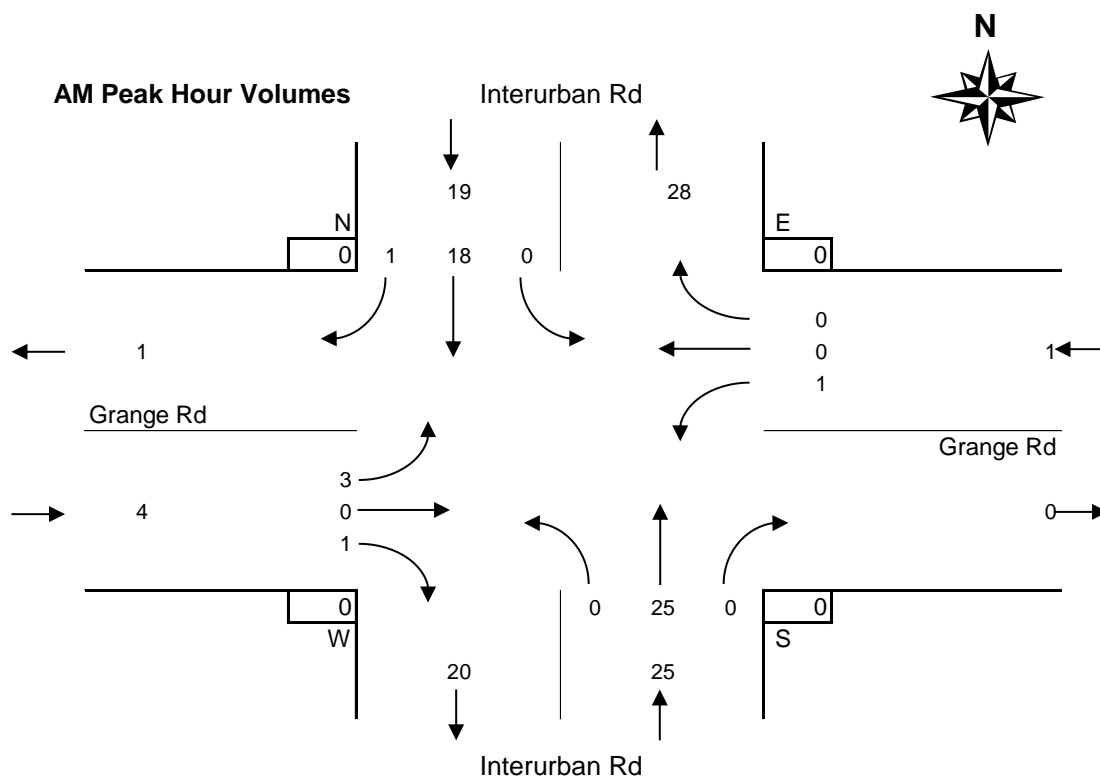 N
AM Peak Hour Volumes Interurban Rd
19 28
N E
0 1 18 0 0
0
1 0 1
1
Grange Rd
Grange Rd
3
4 0 0
1
0 0 25 0 0
W S
20 25
Interurban Rd